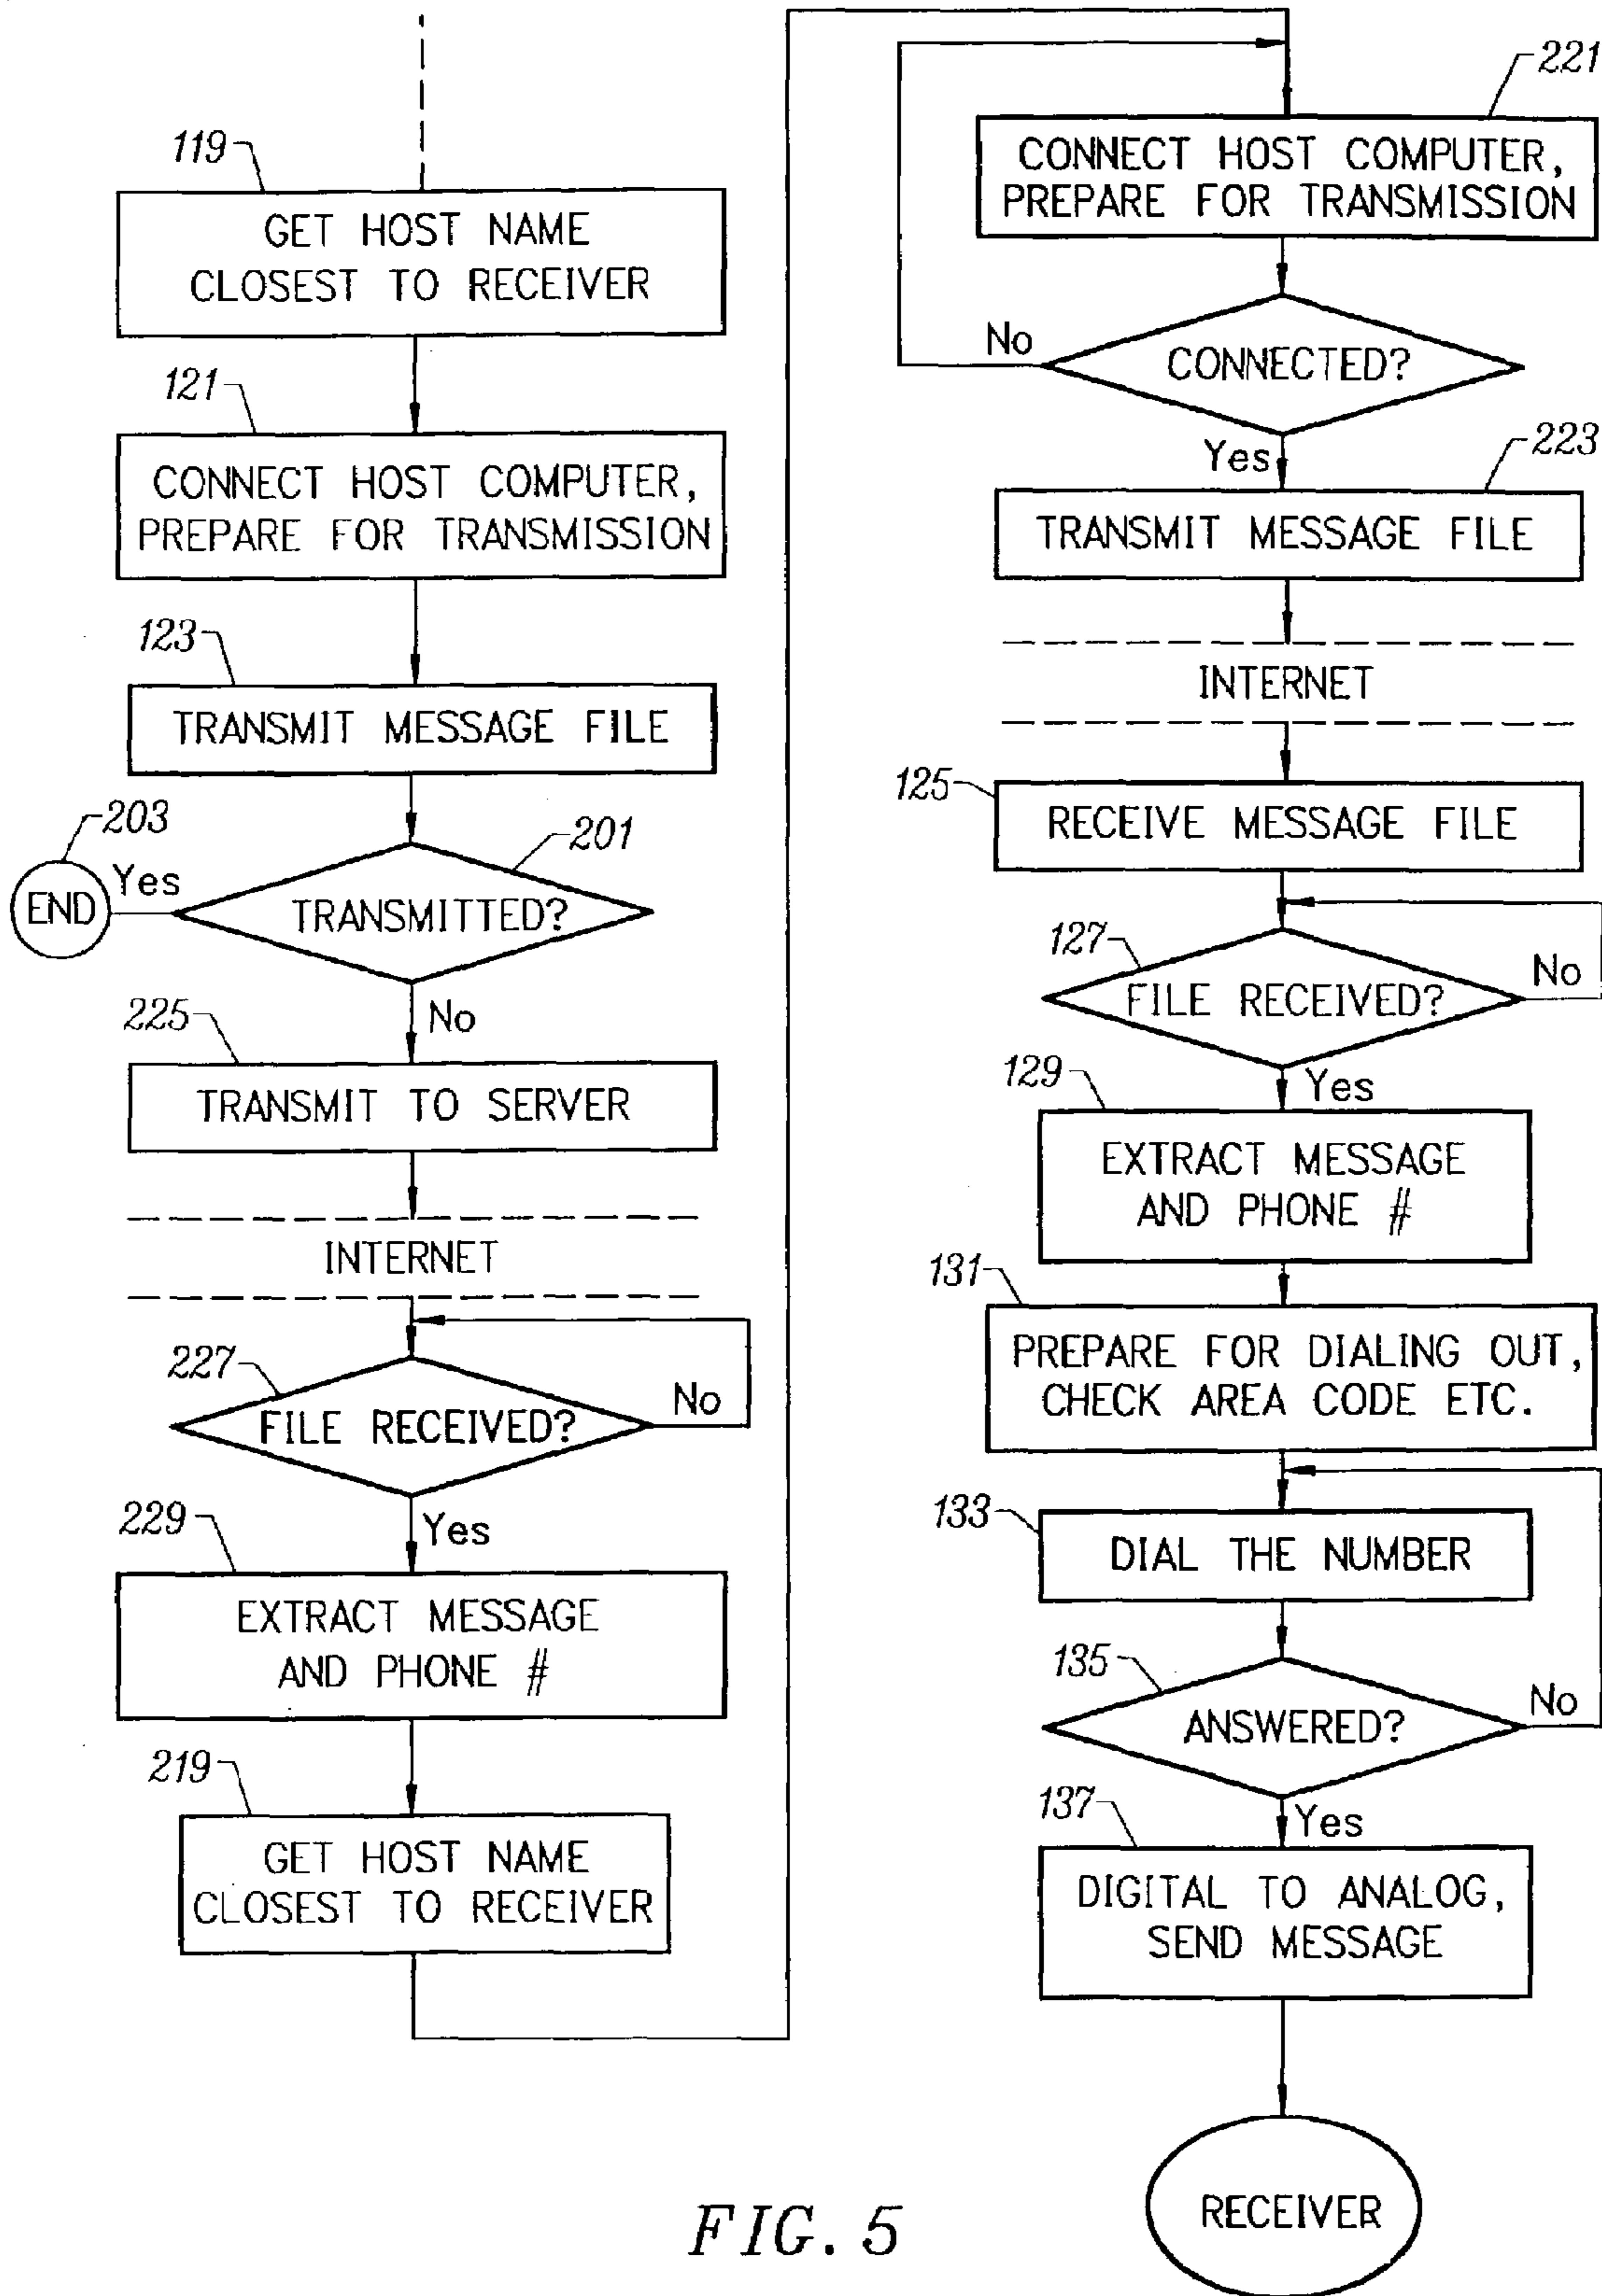 119
GET HOST NAME
CLOSEST TO RECEIVER
121
CONNECT HOST COMPUTER,
PREPARE FOR TRANSMISSION
123
TRANSMIT MESSAGE FILE
203
END
Yes
201
TRANSMITTED?
No
225
TRANSMIT TO SERVER
INTERNET
227
FILE RECEIVED?
No
Yes
229
EXTRACT MESSAGE
AND PHONE #
219
GET HOST NAME
CLOSEST TO RECEIVER
221
CONNECT HOST COMPUTER,
PREPARE FOR TRANSMISSION
No
CONNECTED?
Yes
223
TRANSMIT MESSAGE FILE
INTERNET
125
RECEIVE MESSAGE FILE
127
FILE RECEIVED?
No
Yes
129
EXTRACT MESSAGE
AND PHONE #
131
PREPARE FOR DIALING OUT,
CHECK AREA CODE ETC.
133
DIAL THE NUMBER
135
ANSWERED?
No
Yes
137
DIGITAL TO ANALOG,
SEND MESSAGE
RECEIVER
FIG. 5